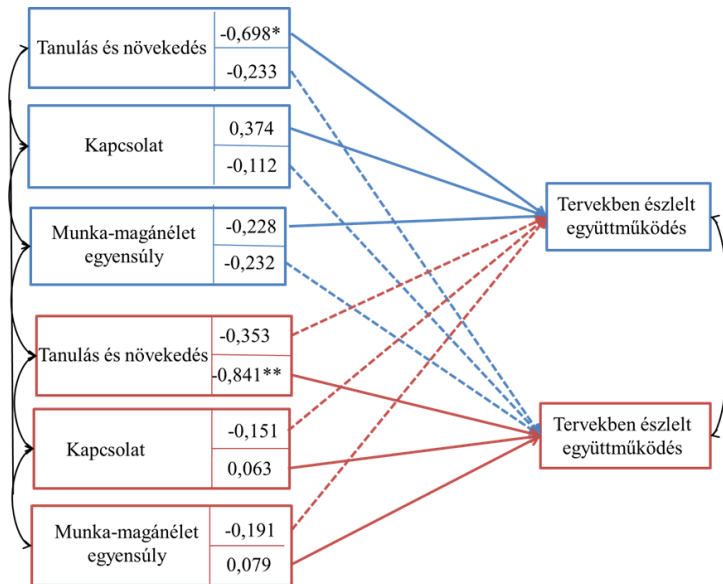 Tanulás és növekedés
-0,698*
-0,233
Kapcsolat
0,374
-0,112
Munka-magánélet
egyensúly
-0,228
-0,232
Tanulás és növekedés
-0,353
-0,841**
Kapcsolat
-0,151
0,063
Munka-magánélet
egyensúly
-0,191
0,079
Tervekben észlelt
együttműködés
Tervekben észlelt
együttműködés